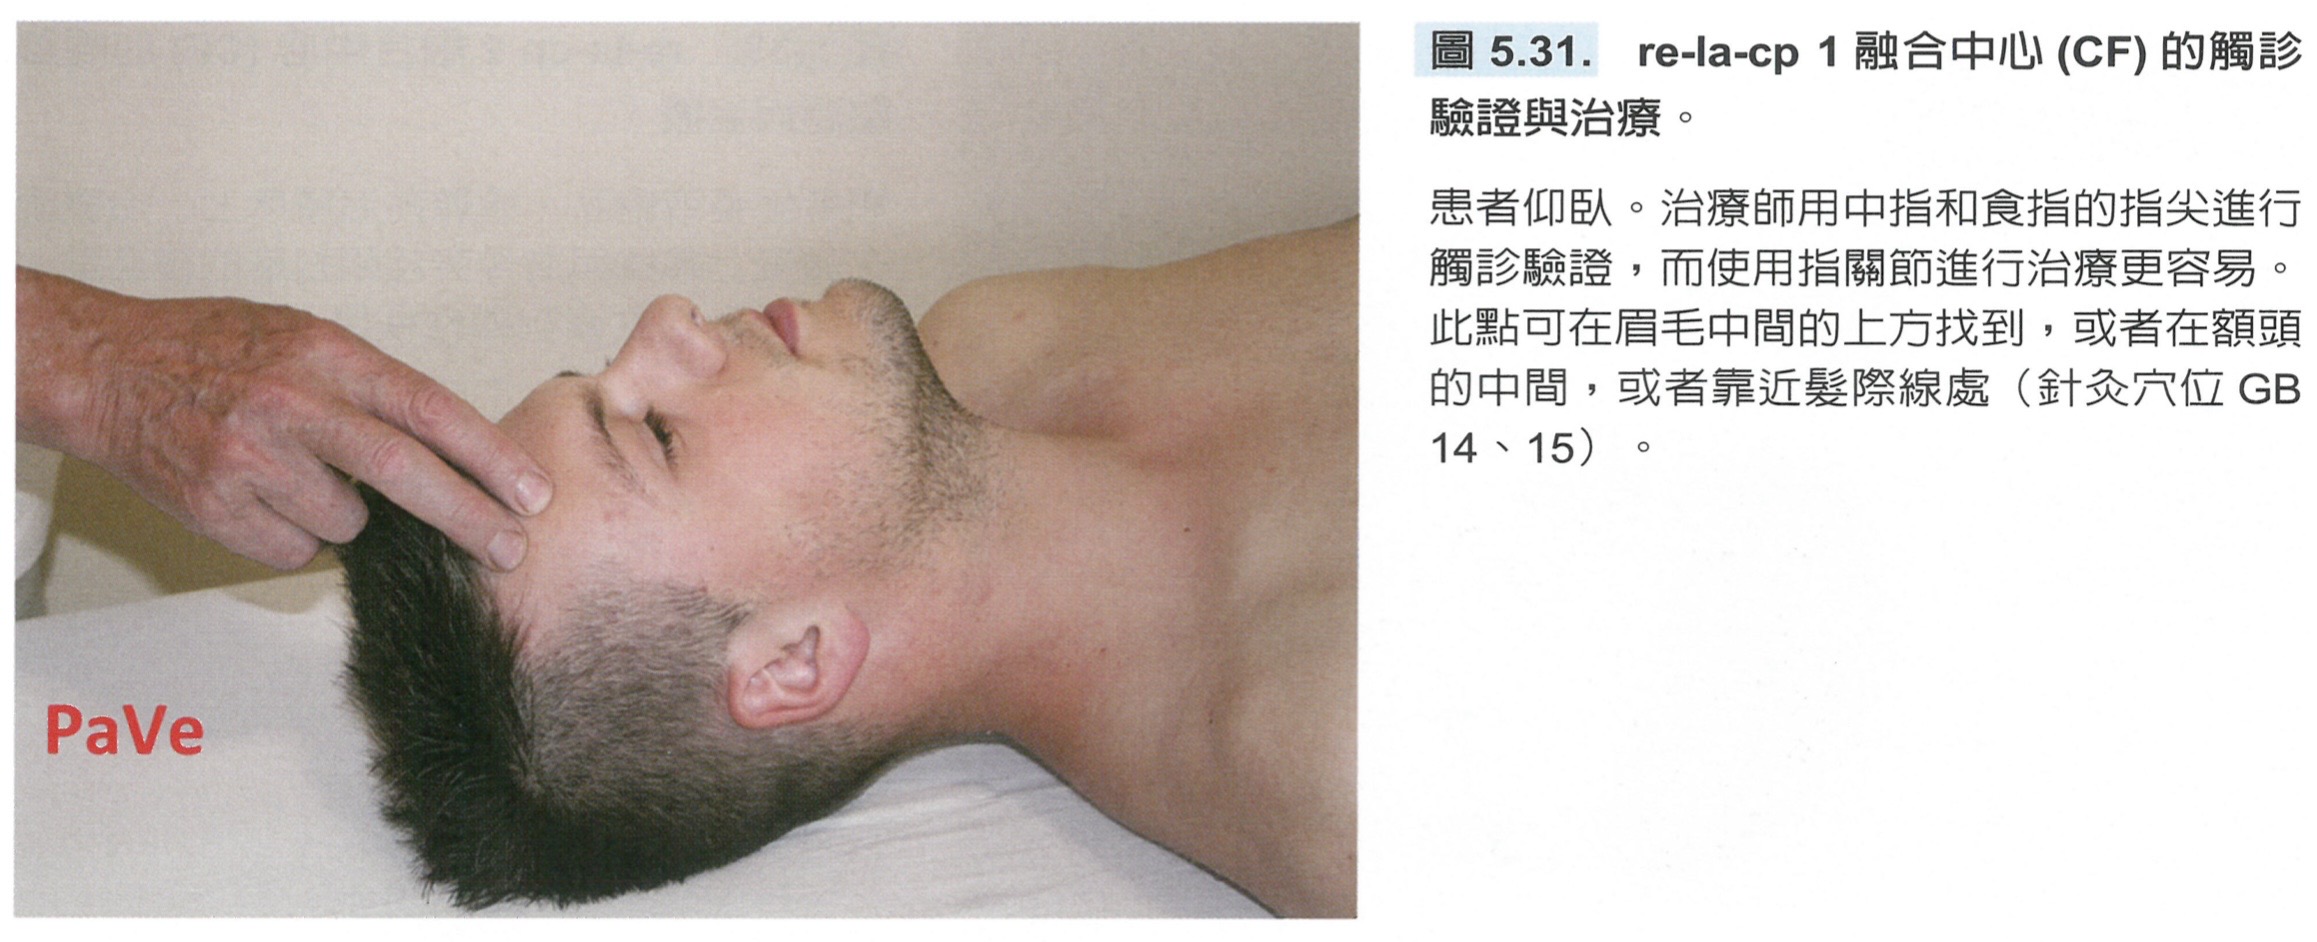 圖 5.31. re-la-cp 1 融合中心 (CF) 的觸診
驗證與治療。
患者仰臥。治療師用中指和食指的指尖進行
觸診驗證，而使用指關節進行治療更容易。
此點可在眉毛中間的上方找到，或者在額頭
的中間，或者靠近髮際線處（針灸穴位 GB
14、15）。
PaVe